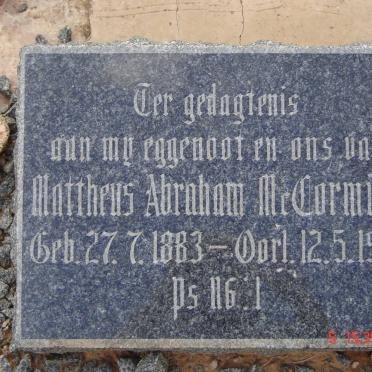 Ter gedagtenis
aan my eggenoot en ons va
Mattheus Abraham McCormi
Geb. 27. 7. 1883 – Oorl. 12.5.19
Ps 116:1